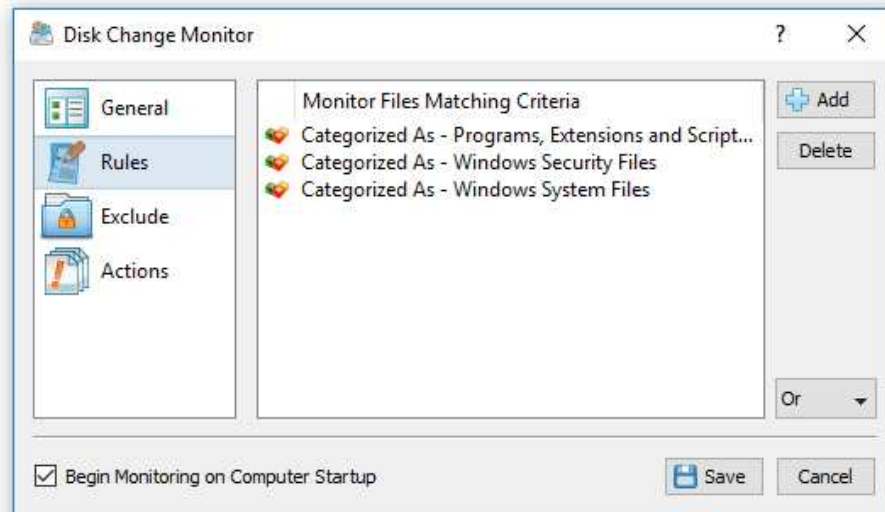 Disk Change Monitor
?
General
Rules
Exclude
Actions
Monitor Files Matching Criteria
Categorized As - Programs, Extensions and Script...
Categorized As - Windows Security Files
Categorized As - Windows System Files
Add
Delete
Or
Begin Monitoring on Computer Startup
Save
Cancel